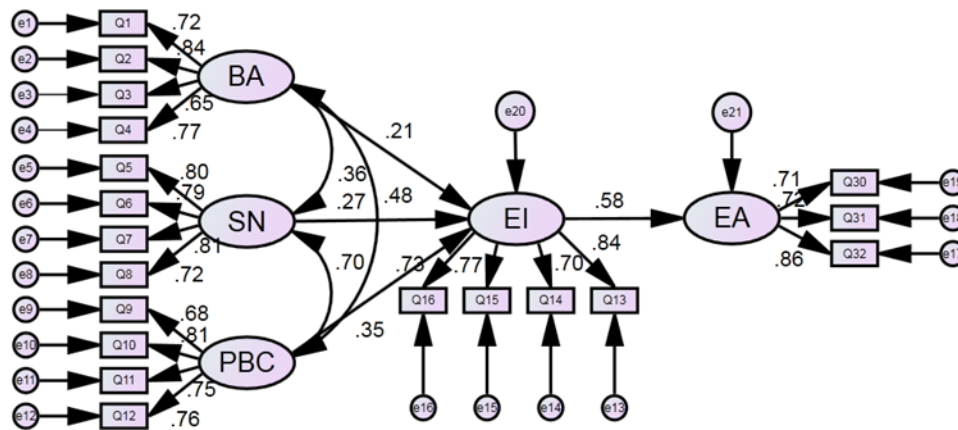 e1 Q1 .72
e2 Q2 .84
BA
e3 Q3 .65
e4 Q4 .77
e5 Q5 .80
e6 Q6 .79
SN
e7 Q7 .81
e8 Q8 .72
e9 Q9 .68
e10 Q10 .81
PBC
e11 Q11 .75
e12 Q12 .76
.21
.36
.27 .48
.70
.35
e20
EI
.58
.73 .77 .70 .84
Q16 Q15 Q14 Q13
e16 e15 e14 e13
e21
EA
.71 Q30 e19
.72 Q31 e18
.86 Q32 e17